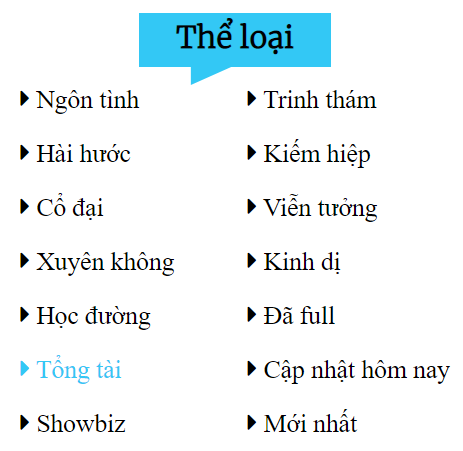 Thể loại
Ngôn tình
Trinh thám
Hài hước
Kiếm hiệp
Cổ đại
Viễn tưởng
Xuyên không
Kinh dị
Học đường
Đã full
Tổng tài
Cập nhật hôm nay
Showbiz
Mới nhất